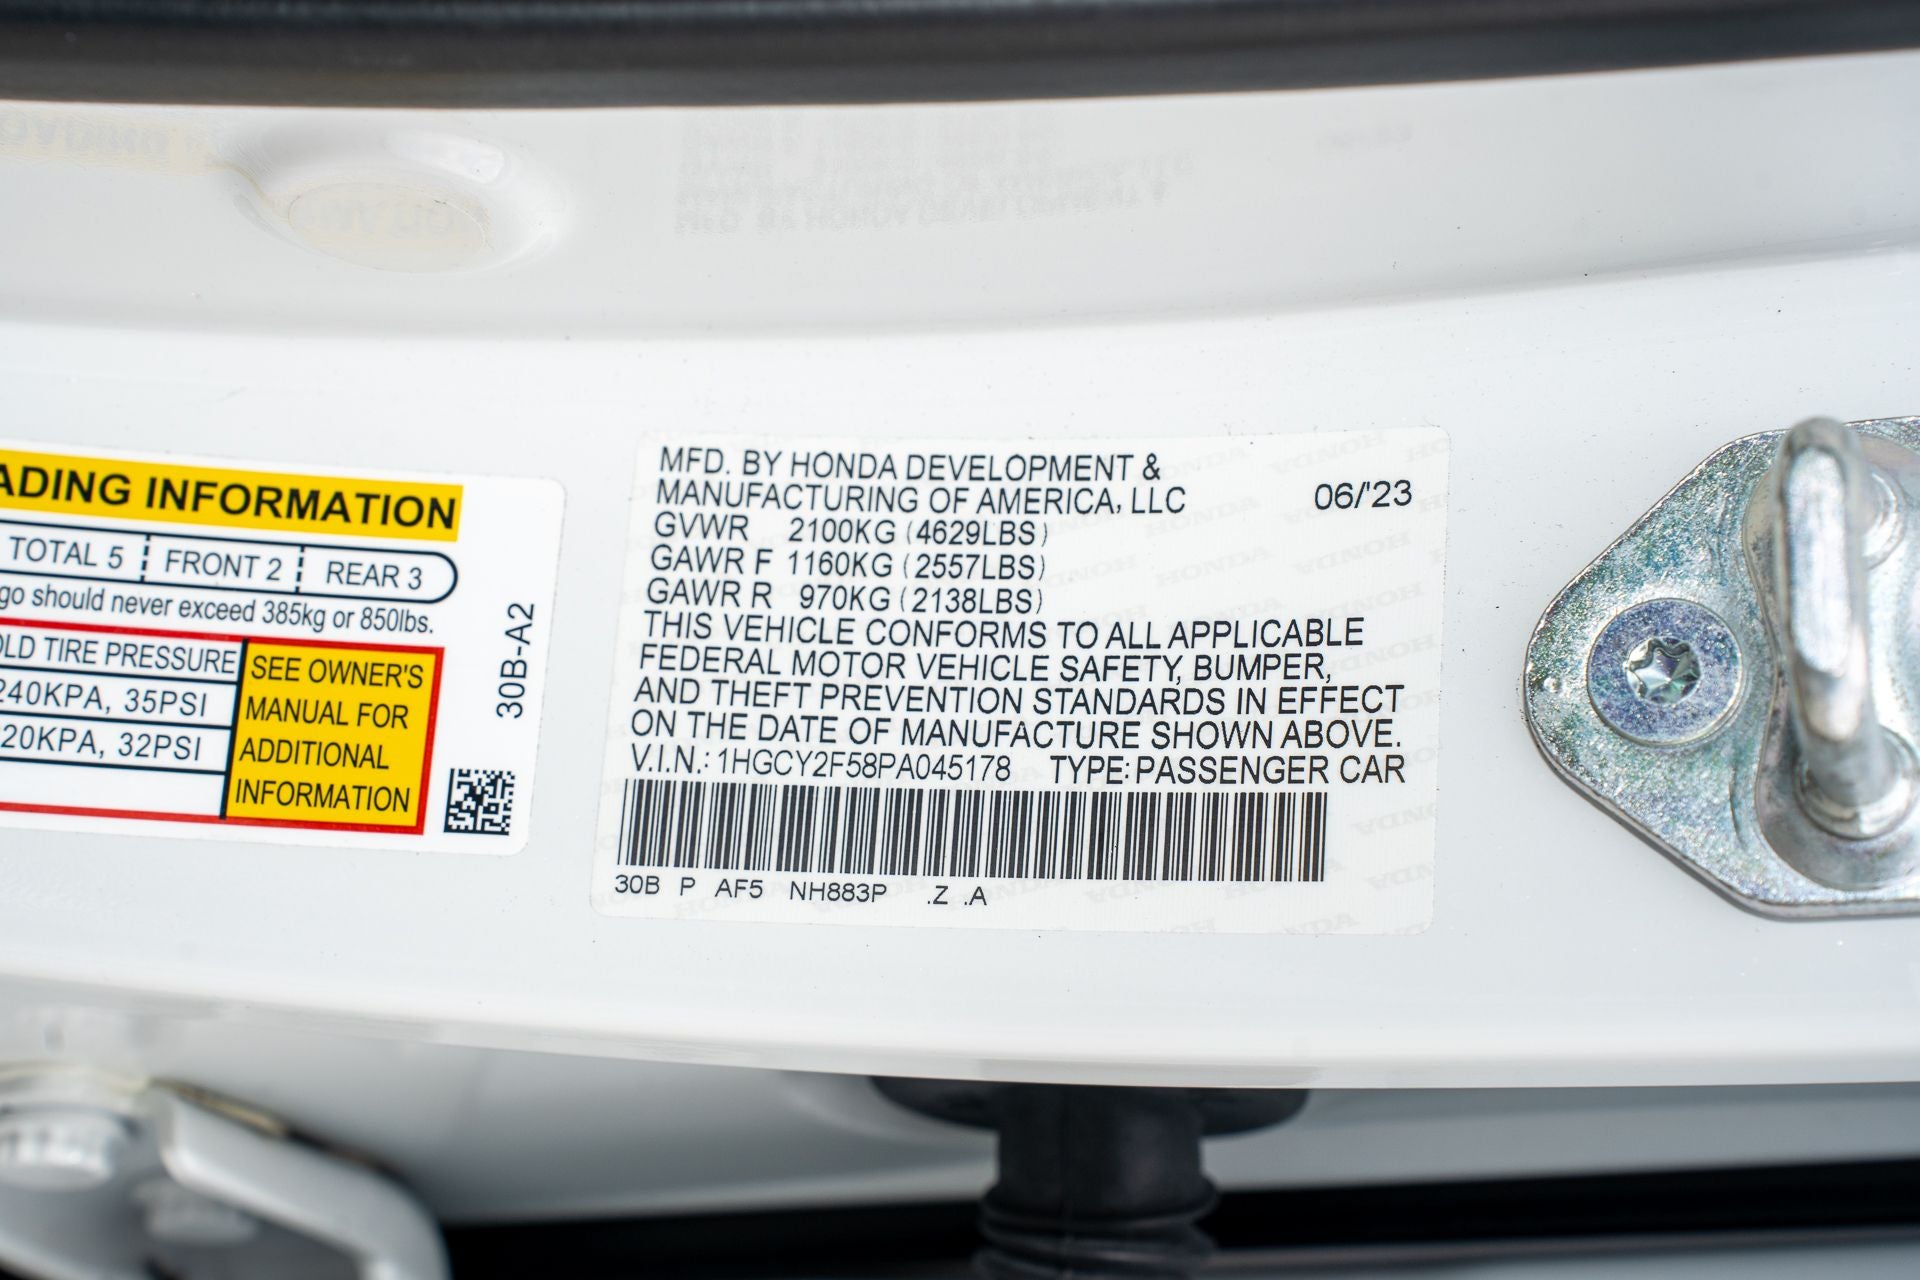 ADING INFORMATION
TOTAL 5 FRONT 2 REAR 3
go should never exceed 385kg or 850lbs.
OLD TIRE PRESSURE
240KPA, 35PSI
20KPA, 32PSI
SEE OWNER'S
MANUAL FOR
ADDITIONAL
INFORMATION
30B-A2
MFD. BY HONDA DEVELOPMENT &
MANUFACTURING OF AMERICA, LLC 06/'23
GVWR 2100KG (4629LBS)
GAWR F 1160KG (2557LBS)
GAWR R 970KG (2138LBS)
THIS VEHICLE CONFORMS TO ALL APPLICABLE
FEDERAL MOTOR VEHICLE SAFETY, BUMPER,
AND THEFT PREVENTION STANDARDS IN EFFECT
ON THE DATE OF MANUFACTURE SHOWN ABOVE.
V.I.N.: 1HGCY2F58PA045178 TYPE: PASSENGER CAR
30B P AF5 NH883P .Z .A